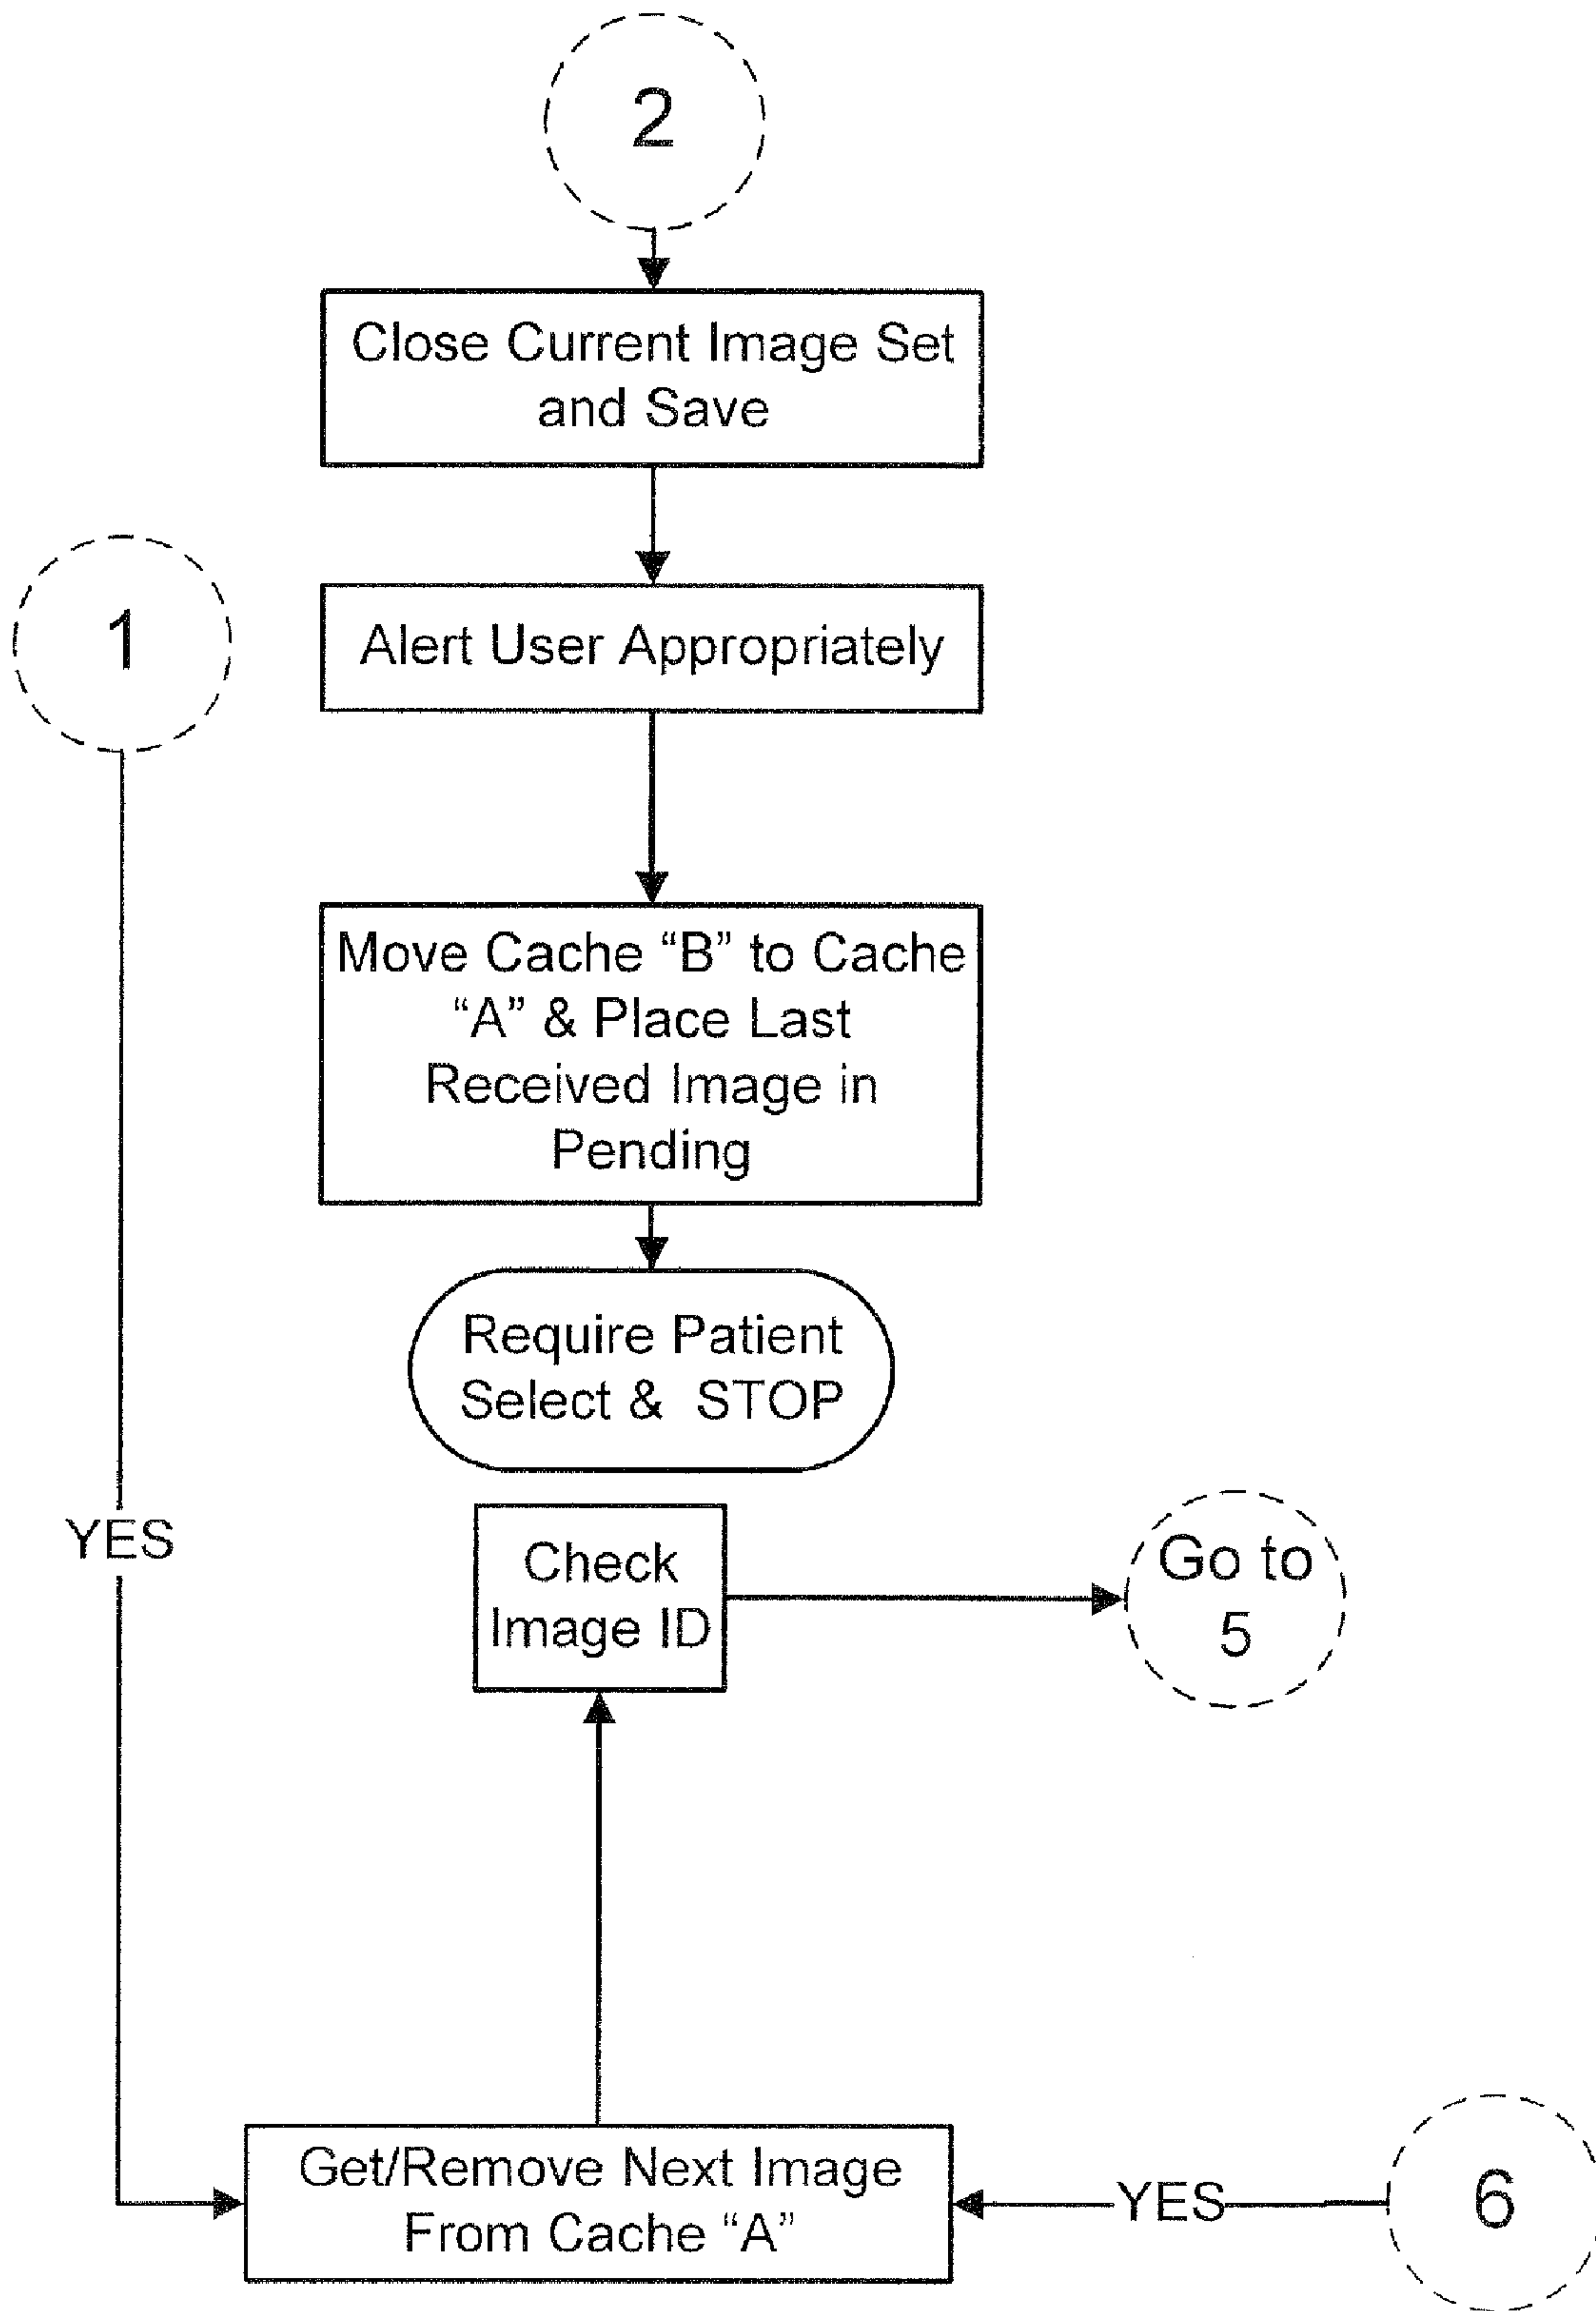 2
Close Current Image Set
and Save
1
Alert User Appropriately
Move Cache “B” to Cache
“A” & Place Last
Received Image in
Pending
Require Patient
Select & STOP
YES
Check
Image ID
Go to
5
Get/Remove Next Image
From Cache “A”
YES
6